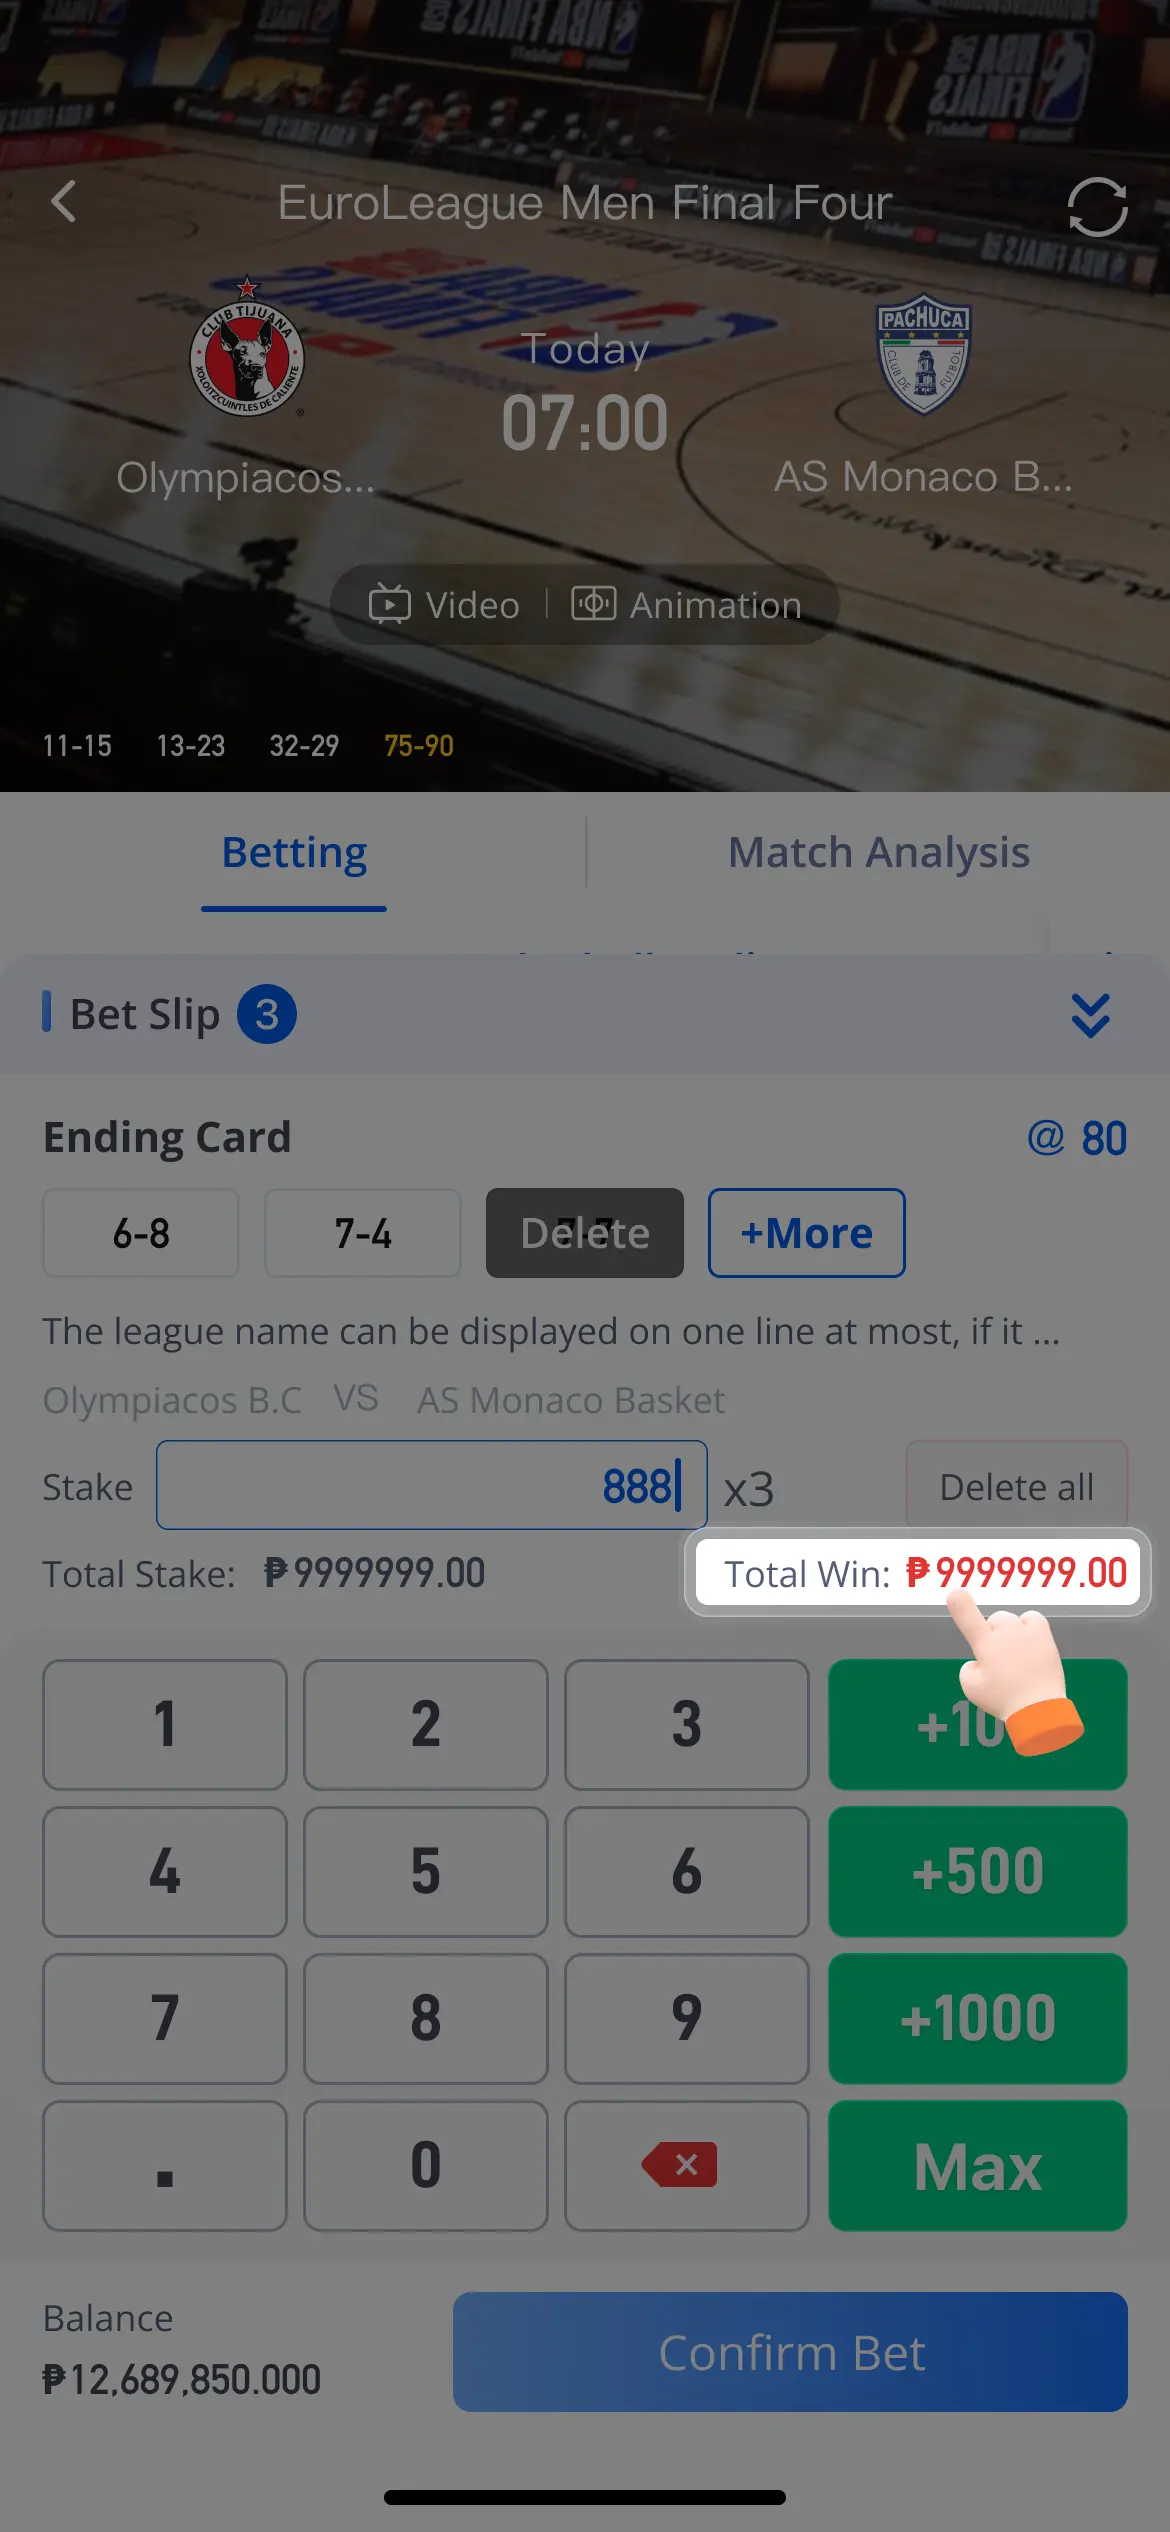 NBA FINALS
NBA
FINALS
EuroLeague Men Final Four
CLUB TIJUANA
XOLOITZCUINTLES DE CALIENTE
PACHUCA
CLUB DE FUTBOL
Today
07:00
Olympiacos...
AS Monaco B...
Video
Animation
11-15 13-23 32-29 75-90
Betting
Match Analysis
Bet Slip 3
Ending Card
@ 80
6-8
7-4
Delete
+More
The league name can be displayed on one line at most, if it ...
Olympiacos B.C VS AS Monaco Basket
Stake 888 x3 Delete all
Total Stake: ₱9999999.00 Total Win: ₱9999999.00
1 2 3 +10
4 5 6 +500
7 8 9 +1000
. 0 Max
Balance
₱12,689,850.000
Confirm Bet